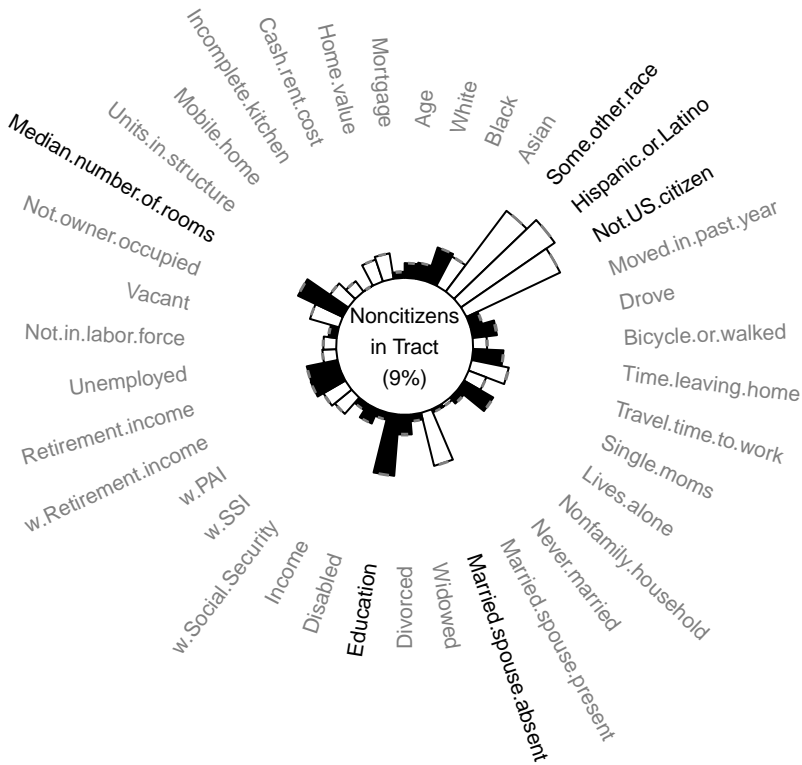 Noncitizens
in Tract
(9%)
Age
White
Black
Asian
Some.other.race
Hispanic.or.Latino
Not.US.citizen
Moved.in.past.year
Drove
Bicycle.or.walked
Time.leaving.home
Travel.time.to.work
Single.moms
Lives.alone
Nonfamily.household
Never.married
Married.spouse.present
Married.spouse.absent
Widowed
Divorced
Education
Disabled
Income
w.Social.Security
w.SSI
w.PAI
w.Retirement.income
Retirement.income
Unemployed
Not.in.labor.force
Vacant
Not.owner.occupied
Median.number.of.rooms
Units.in.structure
Mobile.home
Incomplete.kitchen
Cash.rent.cost
Home.value
Mortgage